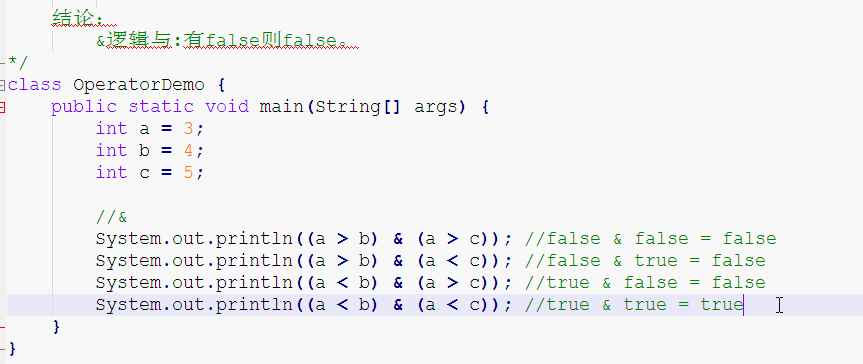 结论：
&逻辑与:有false则false。
*/
class OperatorDemo {
public static void main(String[] args) {
int a = 3;
int b = 4;
int c = 5;
//&
System.out.println((a > b) & (a > c)); //false & false = false
System.out.println((a > b) & (a < c)); //false & true = false
System.out.println((a < b) & (a > c)); //true & false = false
System.out.println((a < b) & (a < c)); //true & true = true
}
}